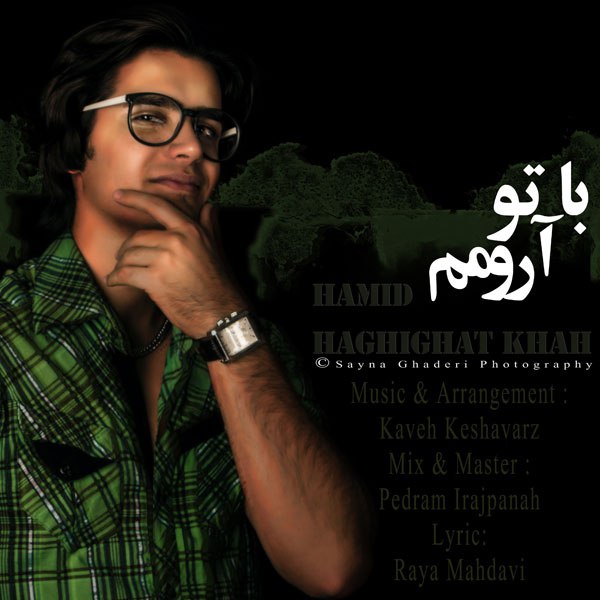 با تو
آرومم
HAMID
HAGHIGHAT KHAH
© Sayna Ghaderi Photography
Music & Arrangement :
Kaveh Keshavarz
Mix & Master :
Pedram Irajpanah
Lyric:
Raya Mahdavi